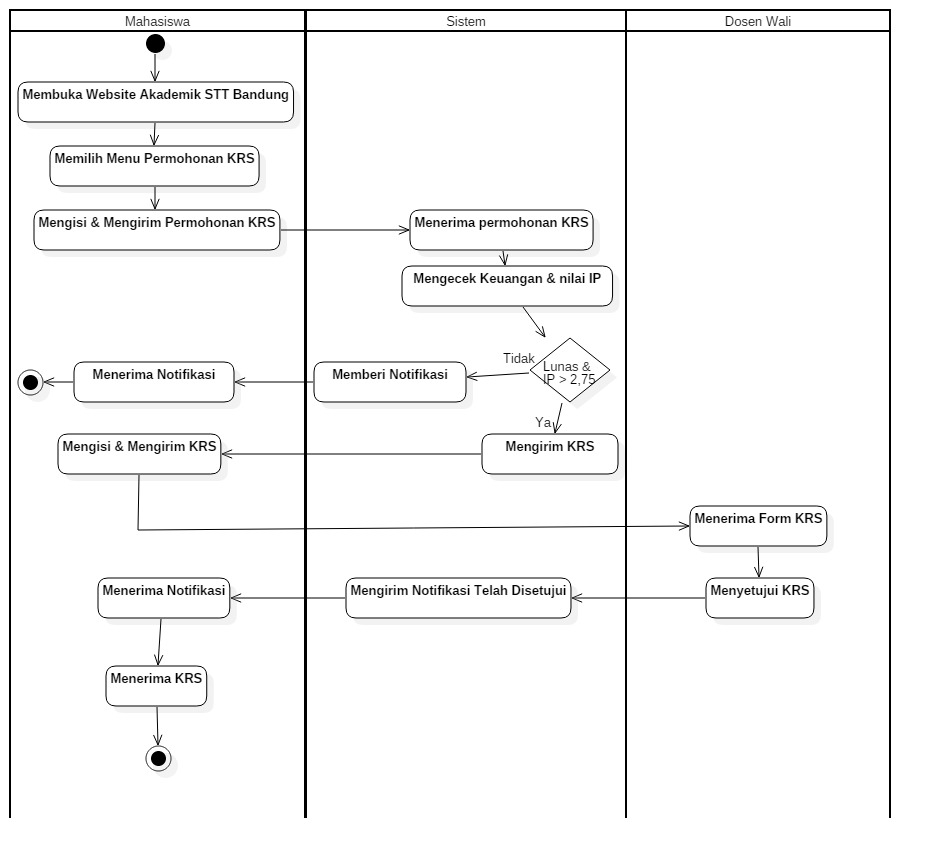 Mahasiswa
Sistem
Dosen Wali
Membuka Website Akademik STT Bandung
Memilih Menu Permohonan KRS
Mengisi & Mengirim Permohonan KRS
Menerima permohonan KRS
Mengecek Keuangan & nilai IP
Tidak
Lunas &
IP > 2,75
Memberi Notifikasi
Menerima Notifikasi
Ya
Mengirim KRS
Mengisi & Mengirim KRS
Menerima Form KRS
Menyetujui KRS
Mengirim Notifikasi Telah Disetujui
Menerima Notifikasi
Menerima KRS